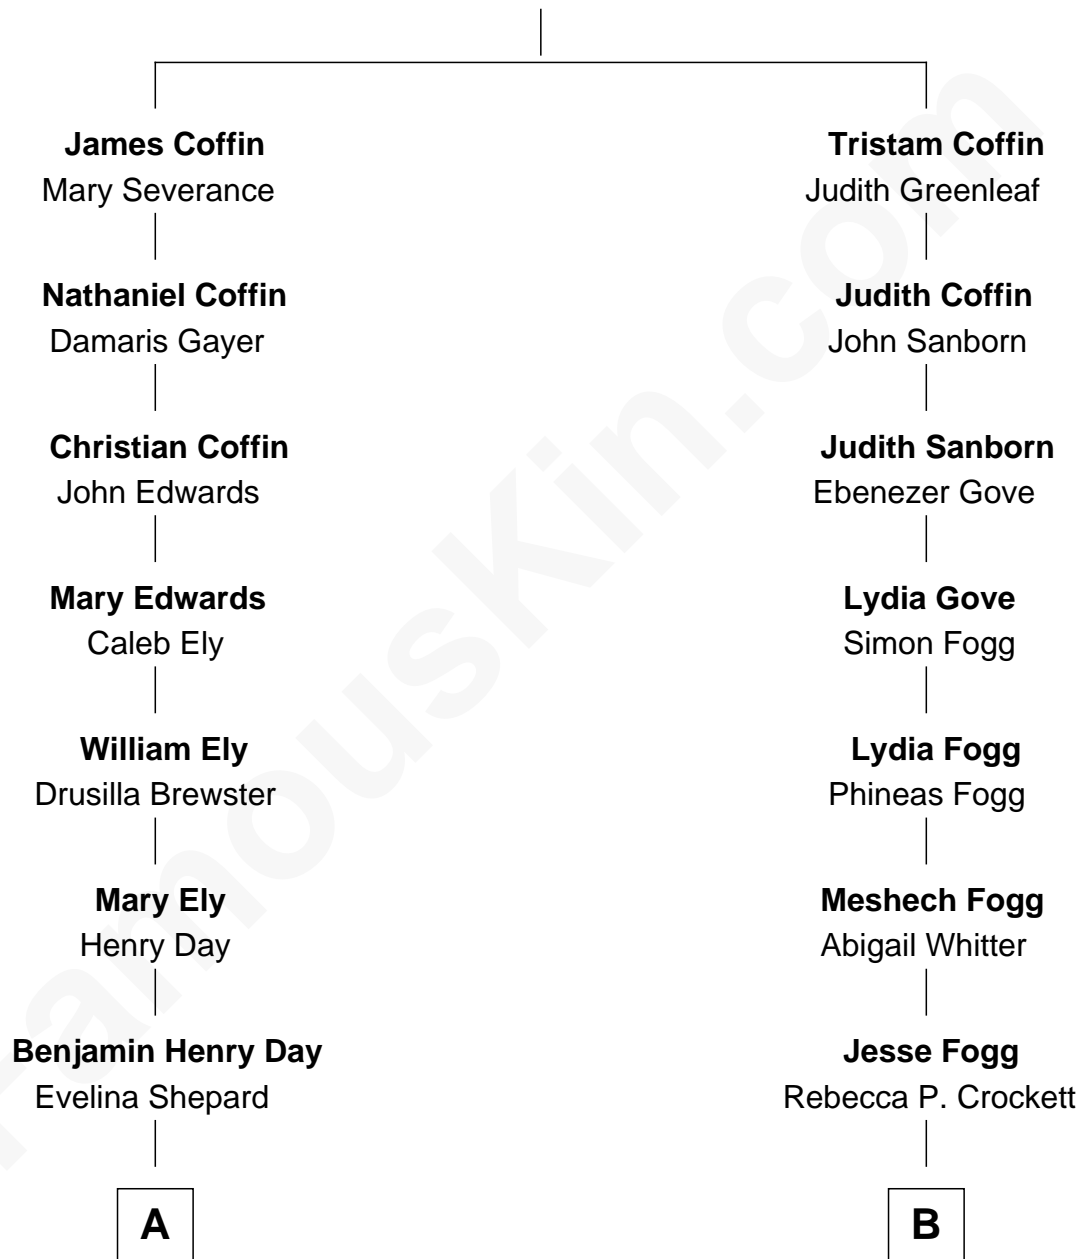 James Coffin
Mary Severance
Nathaniel Coffin
Damaris Gayer
Christian Coffin
John Edwards
Mary Edwards
Caleb Ely
William Ely
Drusilla Brewster
Mary Ely
Henry Day
Benjamin Henry Day
Evelina Shepard
A
Tristam Coffin
Judith Greenleaf
Judith Coffin
John Sanborn
Judith Sanborn
Ebenezer Gove
Lydia Gove
Simon Fogg
Lydia Fogg
Phineas Fogg
Meshech Fogg
Abigail Whitter
Jesse Fogg
Rebecca P. Crockett
B
FamousKin.com